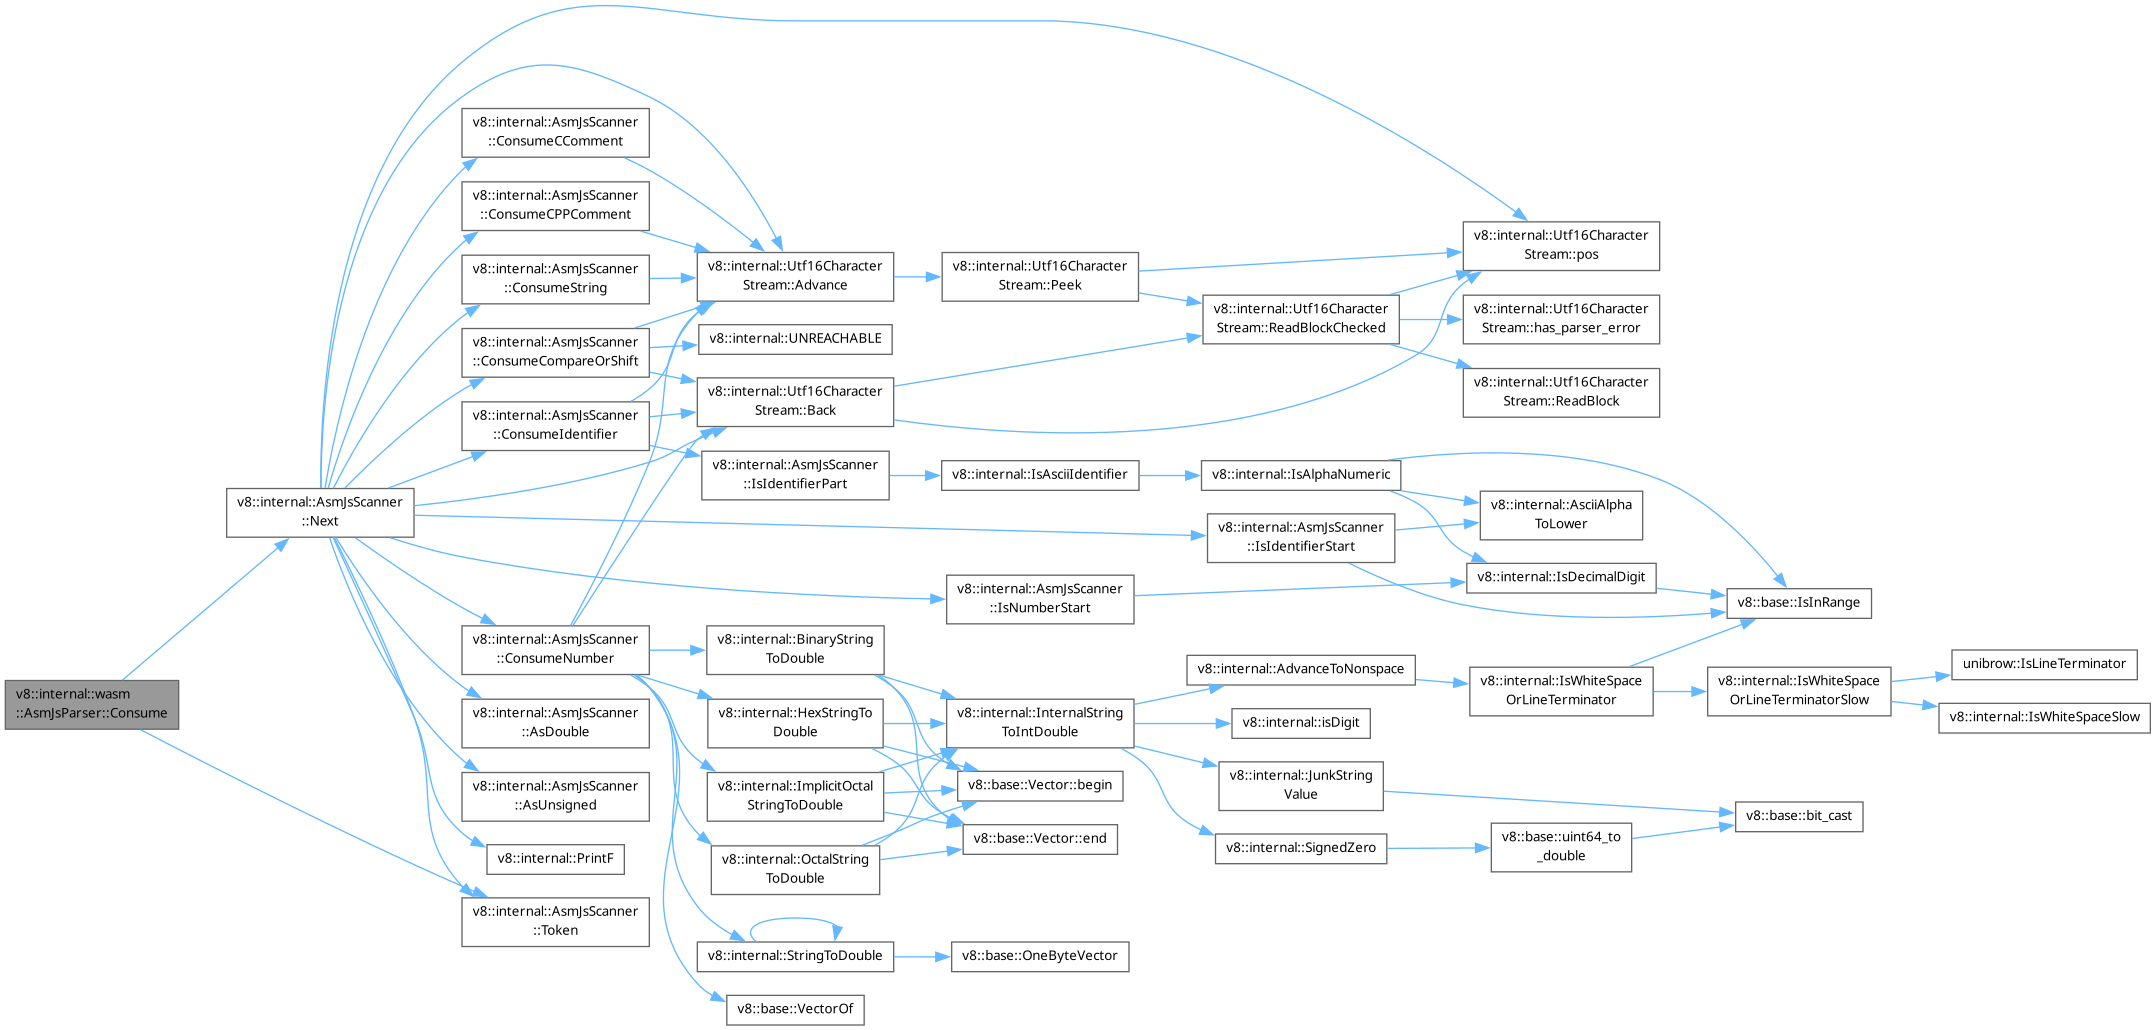 v8::internal::wasm
::AsmJsParser::Consume
v8::internal::AsmJsScanner
::Next
v8::internal::AsmJsScanner
::ConsumeCComment
v8::internal::AsmJsScanner
::ConsumeCPPComment
v8::internal::AsmJsScanner
::ConsumeString
v8::internal::AsmJsScanner
::ConsumeCompareOrShift
v8::internal::AsmJsScanner
::ConsumeIdentifier
v8::internal::AsmJsScanner
::ConsumeNumber
v8::internal::AsmJsScanner
::AsDouble
v8::internal::AsmJsScanner
::AsUnsigned
v8::internal::PrintF
v8::internal::AsmJsScanner
::Token
v8::internal::Utf16Character
Stream::Advance
v8::internal::UNREACHABLE
v8::internal::Utf16Character
Stream::Back
v8::internal::AsmJsScanner
::IsIdentifierPart
v8::internal::BinaryString
ToDouble
v8::internal::HexStringTo
Double
v8::internal::ImplicitOctal
StringToDouble
v8::internal::OctalString
ToDouble
v8::internal::StringToDouble
v8::base::VectorOf
v8::internal::Utf16Character
Stream::Peek
v8::internal::IsAsciiIdentifier
v8::internal::AsmJsScanner
::IsNumberStart
v8::internal::InternalString
ToIntDouble
v8::base::Vector::begin
v8::base::Vector::end
v8::base::OneByteVector
v8::internal::Utf16Character
Stream::ReadBlockChecked
v8::internal::IsAlphaNumeric
v8::internal::AsmJsScanner
::IsIdentifierStart
v8::internal::AdvanceToNonspace
v8::internal::isDigit
v8::internal::JunkString
Value
v8::internal::SignedZero
v8::internal::Utf16Character
Stream::pos
v8::internal::Utf16Character
Stream::has_parser_error
v8::internal::Utf16Character
Stream::ReadBlock
v8::internal::AsciiAlpha
ToLower
v8::internal::IsDecimalDigit
v8::internal::IsWhiteSpace
OrLineTerminator
v8::base::uint64_to
_double
v8::base::IsInRange
v8::internal::IsWhiteSpace
OrLineTerminatorSlow
v8::base::bit_cast
unibrow::IsLineTerminator
v8::internal::IsWhiteSpaceSlow